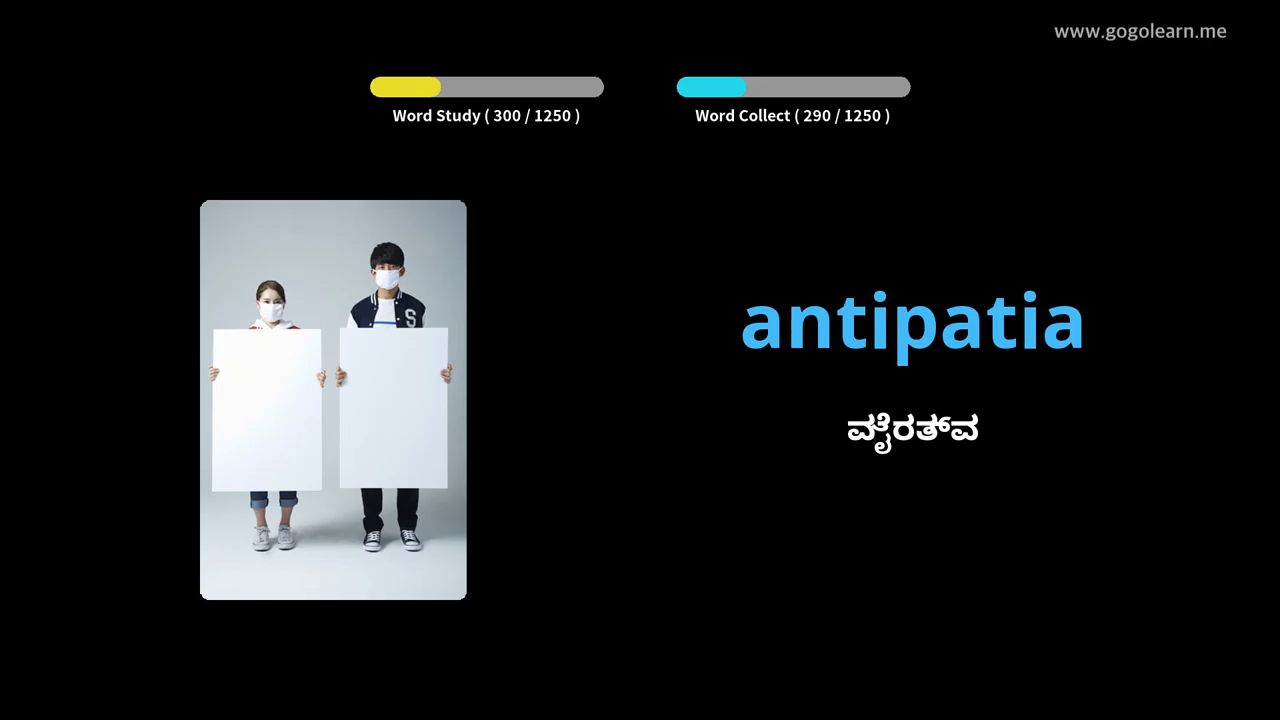 www.gogolearn.me
Word Study ( 300 / 1250 )
Word Collect ( 290 / 1250 )
S
antipatia
ವೈರತ್ವ